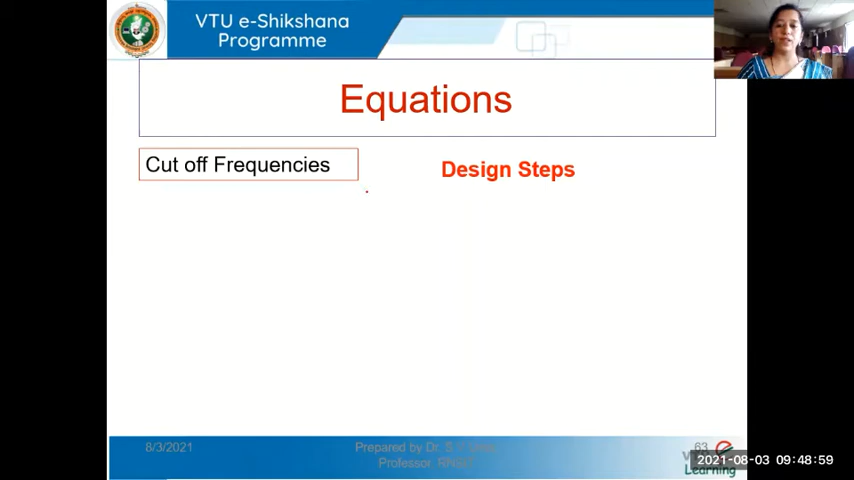 VTU e-Shikshana
Programme
Equations
Cut off Frequencies
Design Steps
8/3/2021
Prepared by Dr. S
Professor
63
2021-08-03 09:48:59
Learning